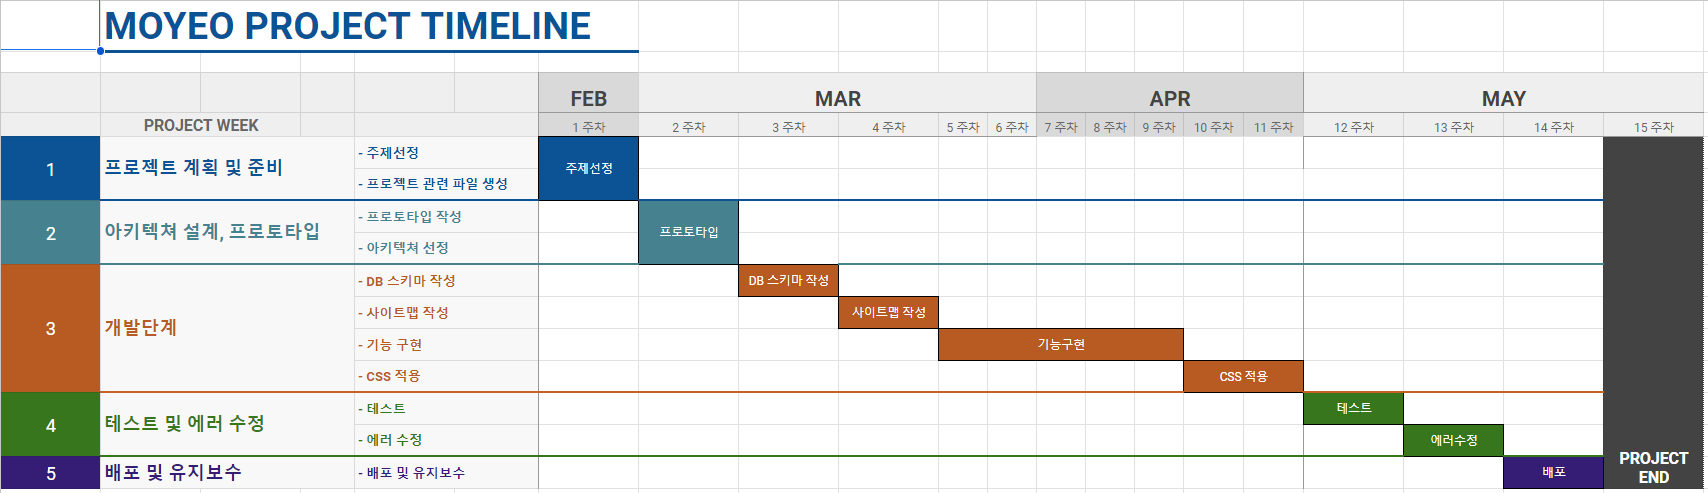 MOYEO PROJECT TIMELINE
FEB MAR APR MAY
PROJECT WEEK 1 주차 2 주차 3 주차 4 주차 5 주차 6 주차 7 주차 8 주차 9 주차 10 주차 11 주차 12 주차 13 주차 14 주차 15 주차
1 프로젝트 계획 및 준비
- 주제선정
- 프로젝트 관련 파일 생성
주제선정
2 아키텍쳐 설계, 프로토타입
- 프로토타입 작성
- 아키텍쳐 선정
프로토타입
3 개발단계
- DB 스키마 작성
DB 스키마 작성
- 사이트맵 작성
사이트맵 작성
- 기능 구현
기능구현
- CSS 적용
CSS 적용
4 테스트 및 에러 수정
- 테스트
테스트
- 에러 수정
에러수정
5 배포 및 유지보수
- 배포 및 유지보수
배포
PROJECT
END